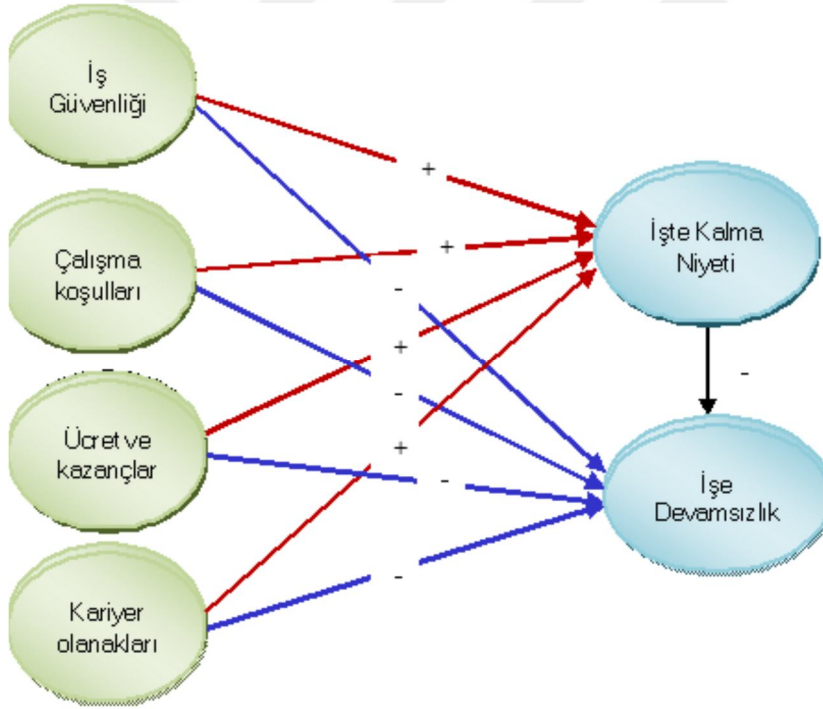 İş
Güvenliği
Çalışma
koşulları
Ücret ve
kazançlar
Kariyer
olanakları
+
+
-
+
-
+
-
-
İşte Kalma
Niyeti
-
İşe
Devamsızlık